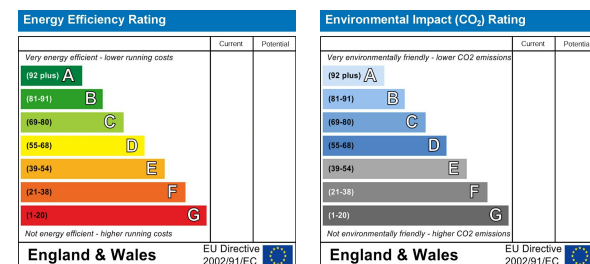 Energy Efficiency Rating
Current Potential
Very energy efficient - lower running costs
(92 plus) A
(81-91) B
(69-80) C
(55-68) D
(39-54) E
(21-38) F
(1-20) G
Not energy efficient - higher running costs
England & Wales
EU Directive
2002/91/EC
Environmental Impact (CO₂) Rating
Current Potentia
Very environmentally friendly - lower CO2 emissions
(92 plus) A
(81-91) B
(69-80) C
(55-68) D
(39-54) E
(21-38) F
(1-20) G
Not environmentally friendly - higher CO2 emissions
England & Wales
EU Directive
2002/91/EC